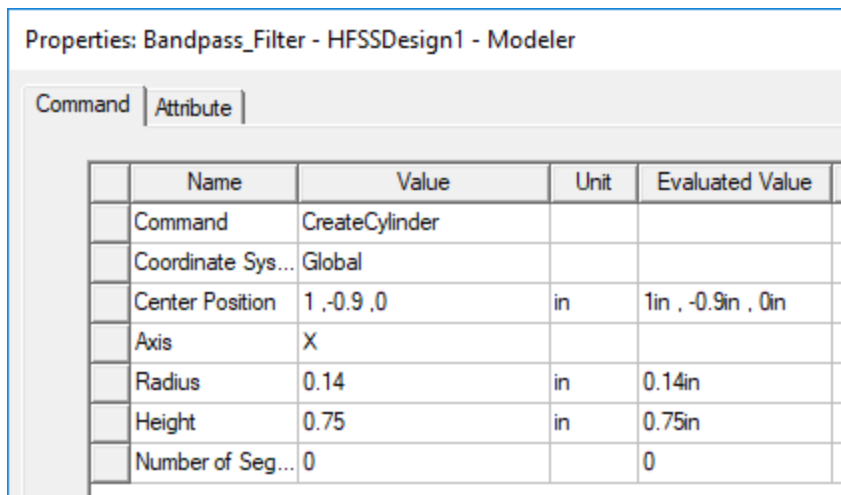 Properties: Bandpass_Filter - HFSSDesign1 - Modeler
Command Attribute
Name Value Unit Evaluated Value
Command CreateCylinder
Coordinate Sys... Global
Center Position 1 ,-0.9 ,0 in 1in , -0.9in , 0in
Axis X
Radius 0.14 in 0.14in
Height 0.75 in 0.75in
Number of Seg... 0 0